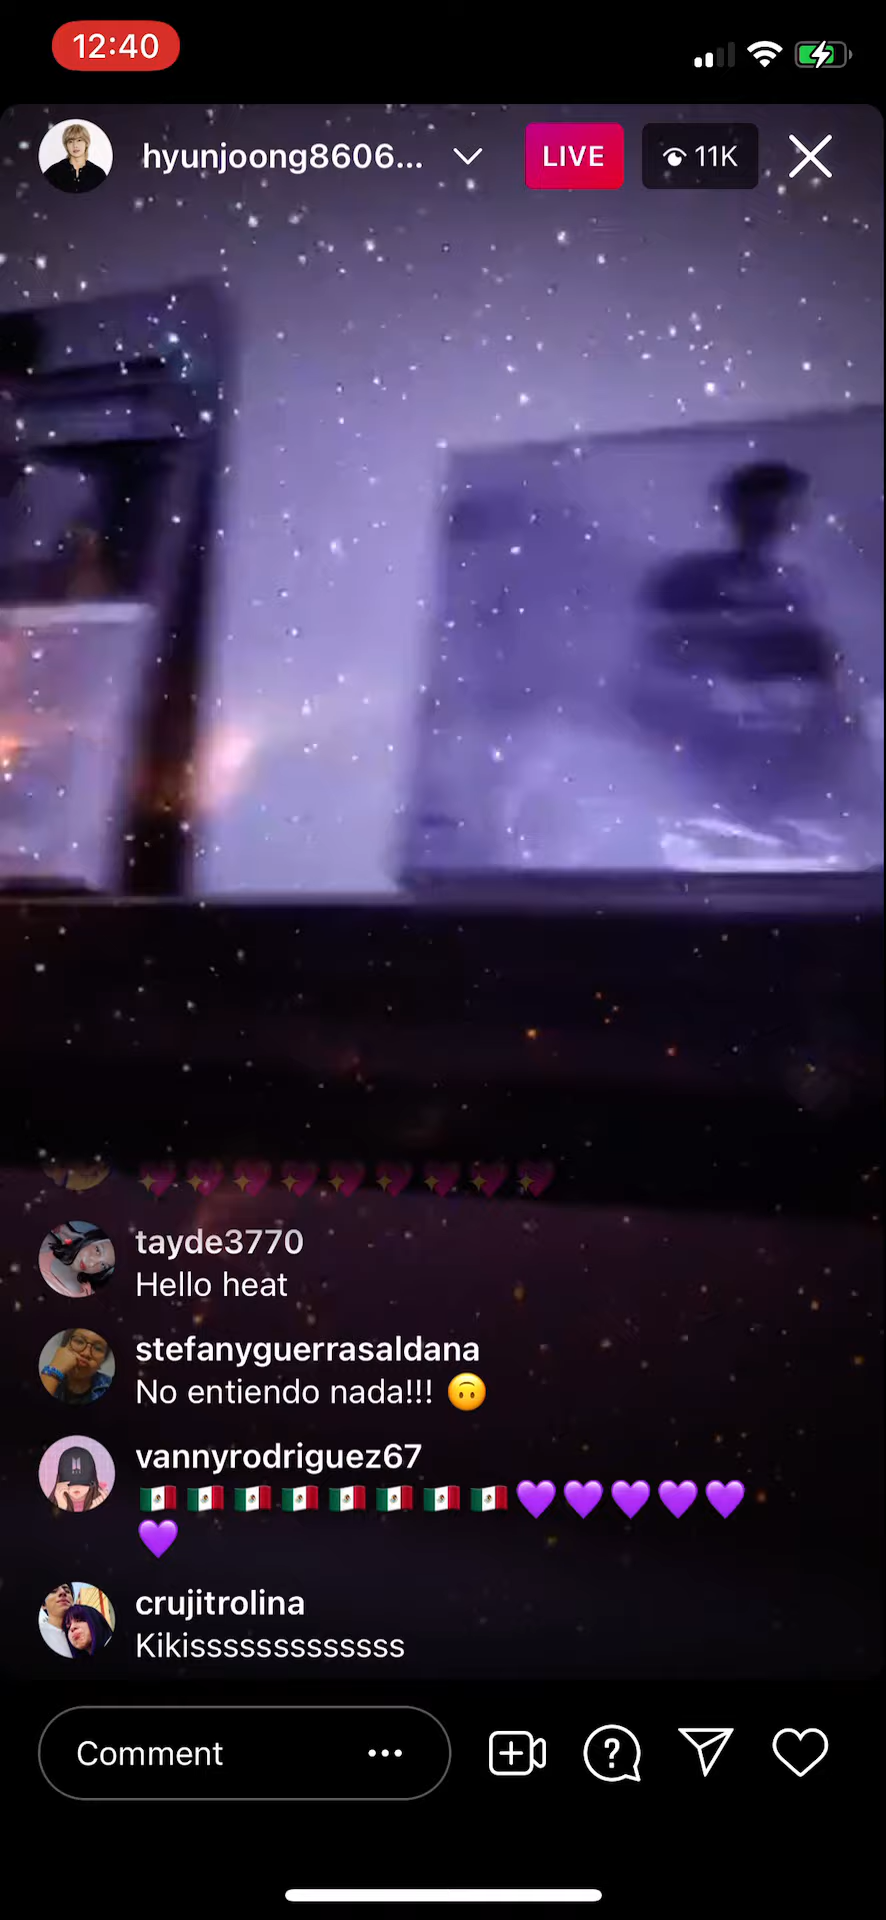 12:40
hyunjoong8606...
LIVE
11K
tayde3770
Hello heat
stefanyguerrasaldana
No entiendo nada!!! 🙃
vannyrodriguez67
🇲🇽🇲🇽🇲🇽🇲🇽🇲🇽🇲🇽🇲🇽🇲🇽💜💜💜💜💜
💜
crujitrolina
Kikisssssssssssss
Comment